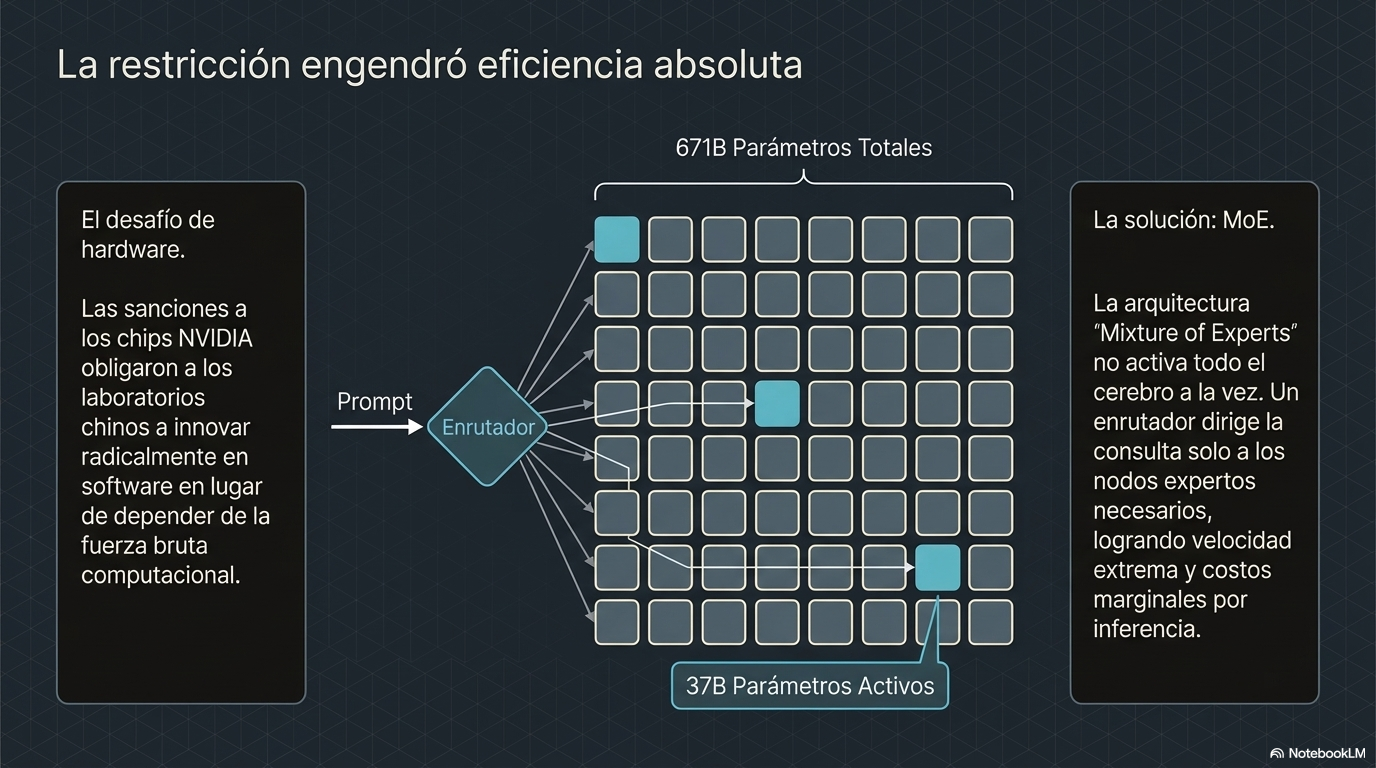 La restricción engendró eficiencia absoluta
El desafío de
hardware.
Las sanciones a
los chips NVIDIA
obligaron a los
laboratorios
chinos a innovar
radicalmente en
software en lugar
de depender de la
fuerza bruta
computacional.
Prompt
Enrutador
671B Parámetros Totales
37B Parámetros Activos
La solución: MoE.
La arquitectura
“Mixture of Experts”
no activa todo el
cerebro a la vez. Un
enrutador dirige la
consulta solo a los
nodos expertos
necesarios,
logrando velocidad
extrema y costos
marginales por
inferencia.
NotebookLM